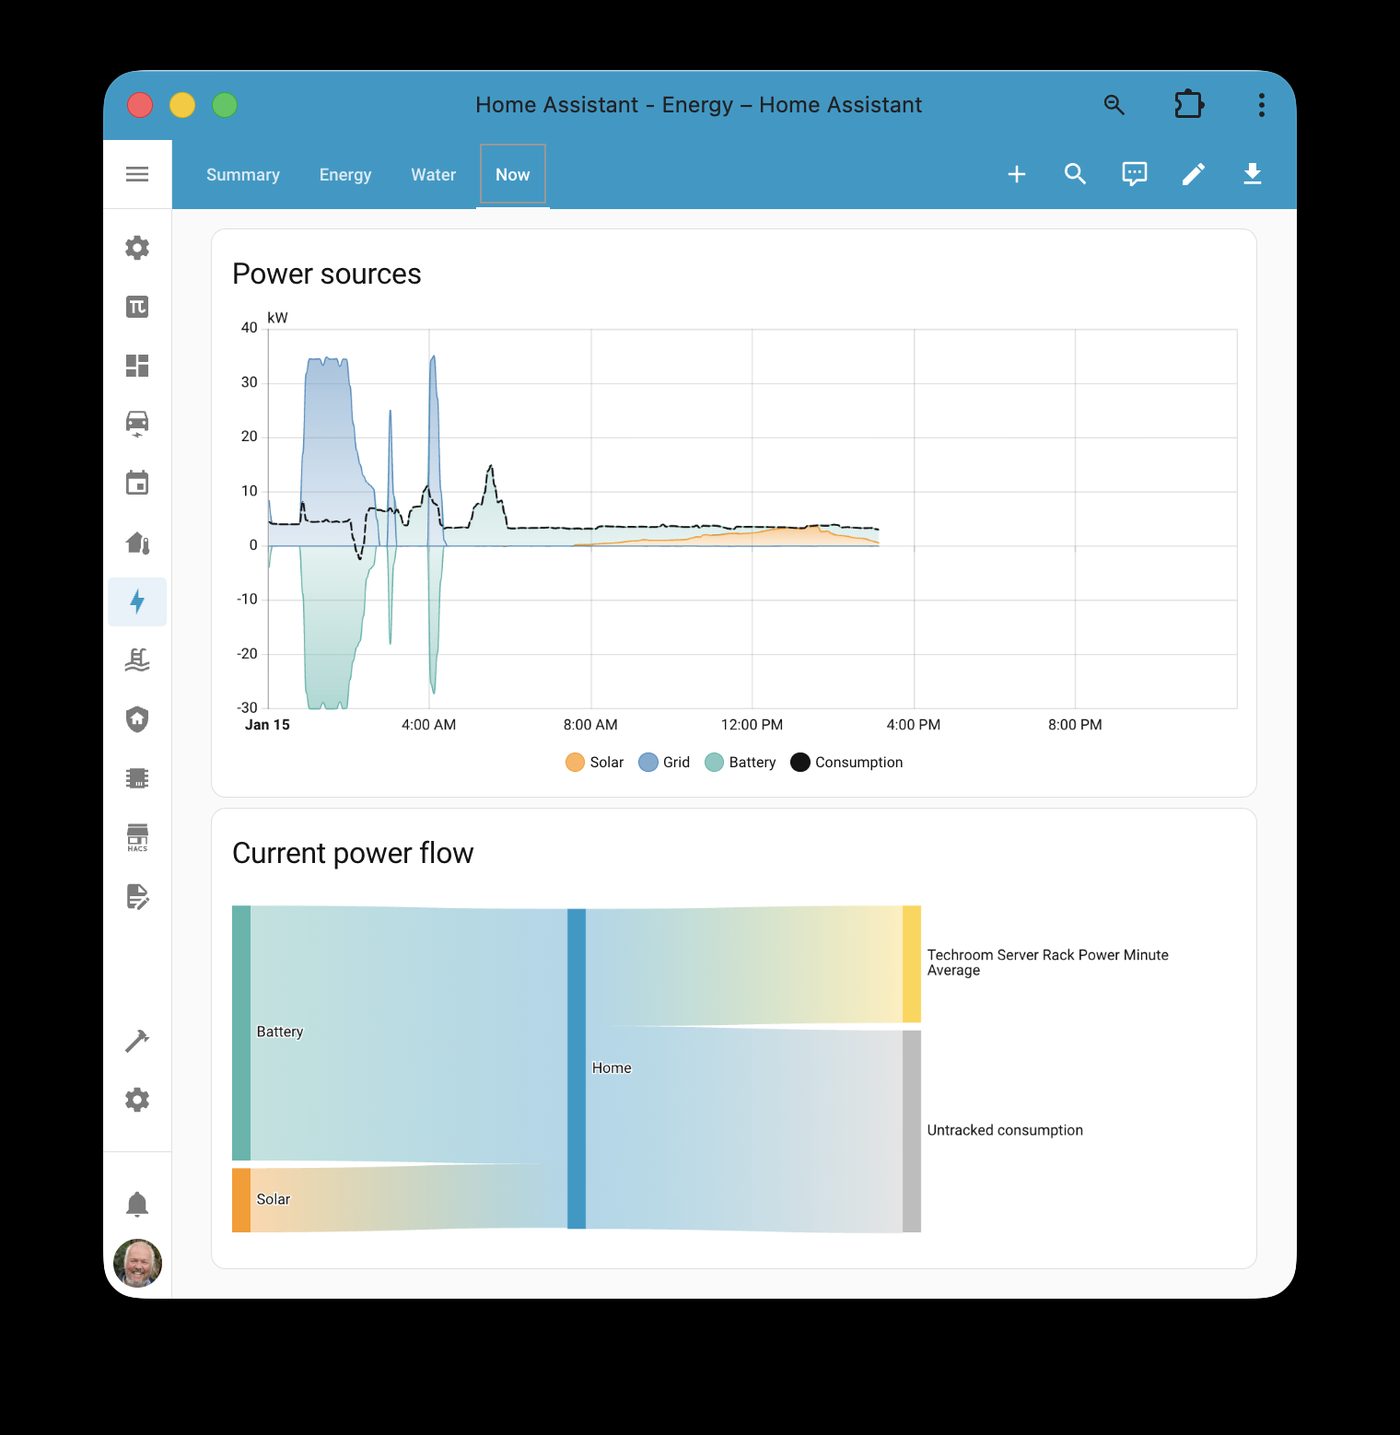 Home Assistant - Energy – Home Assistant
Summary
Energy
Water
Now
Power sources
kW
40
30
20
10
0
-10
-20
-30
Jan 15
4:00 AM
8:00 AM
12:00 PM
4:00 PM
8:00 PM
Solar
Grid
Battery
Consumption
HACS
Current power flow
Battery
Solar
Home
Techroom Server Rack Power Minute
Average
Untracked consumption